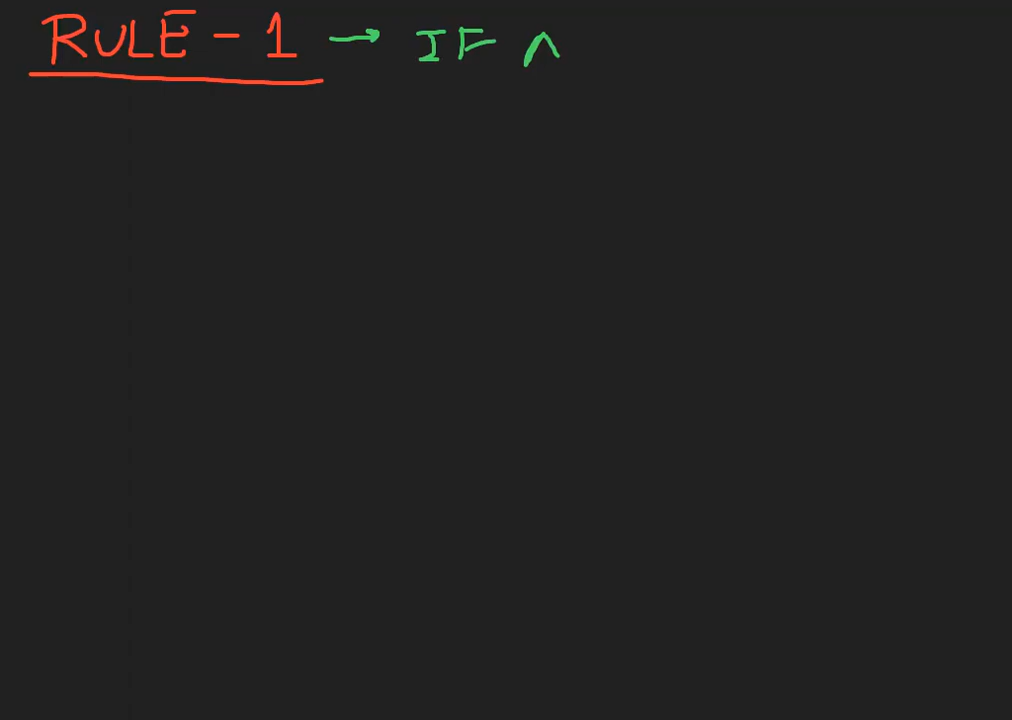 RULE - 1 → IF